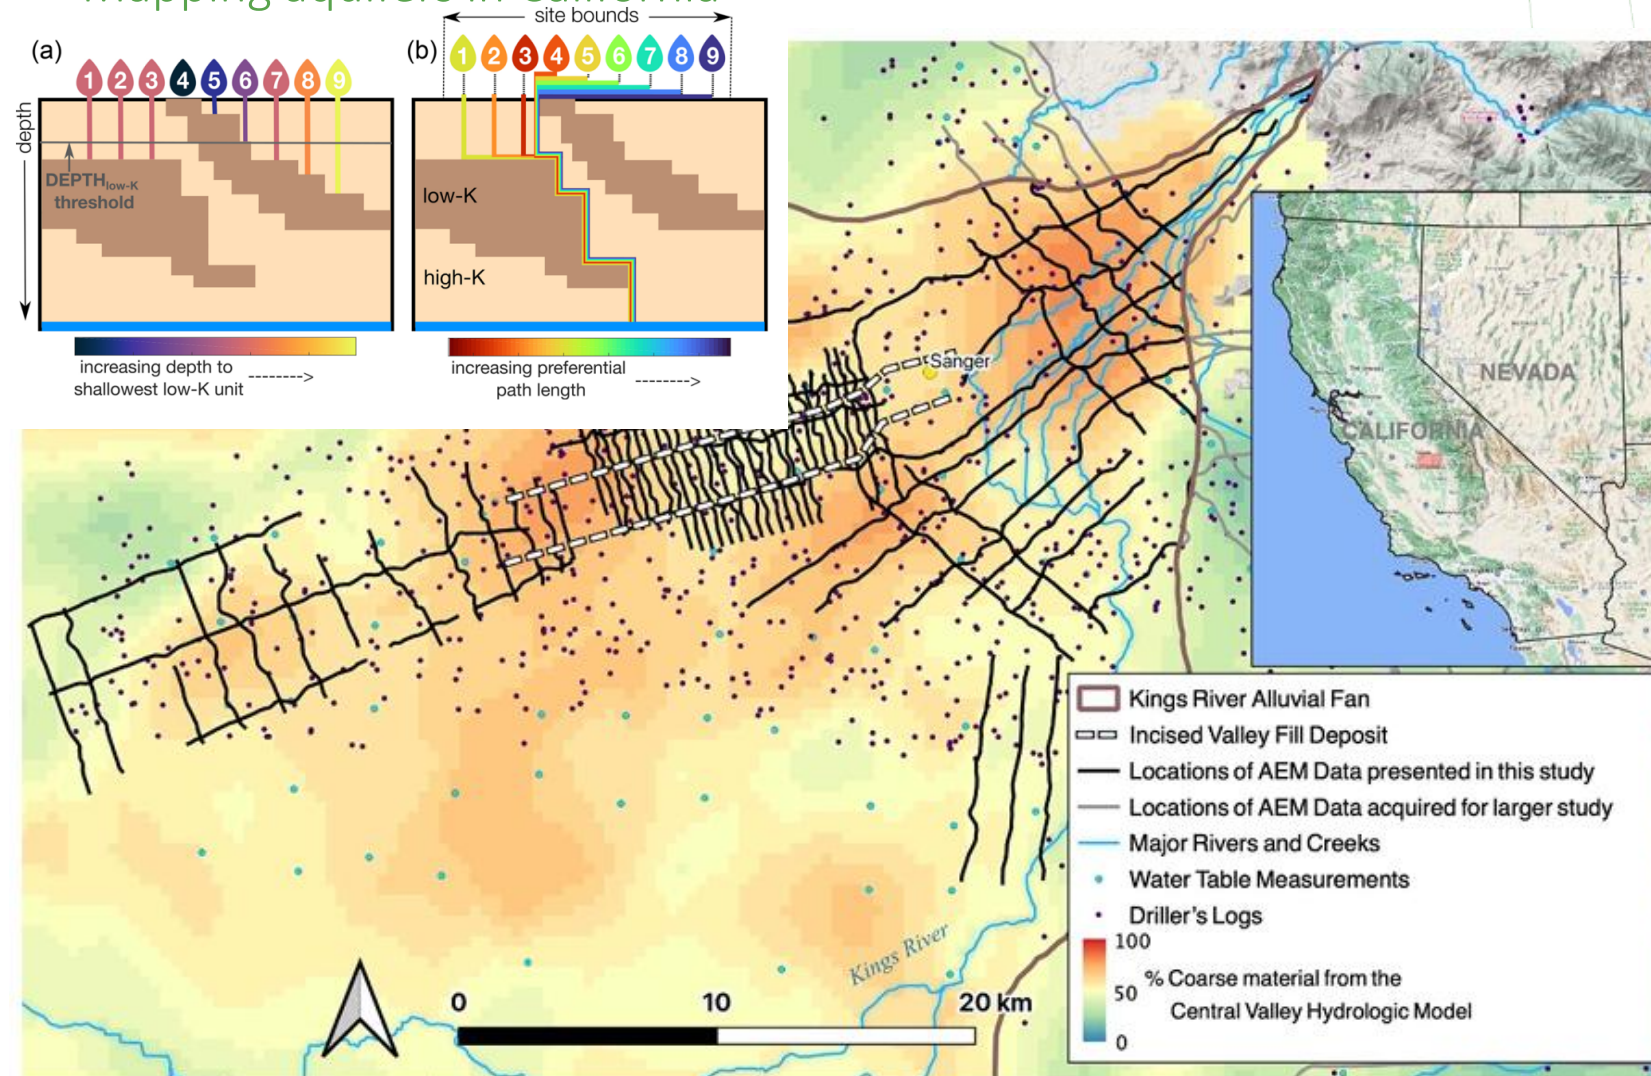 mapping aquifers in California
site bounds
(a)
1 2 3 4 5 6 7 8 9
depth
DEPTHlow-K
threshold
increasing depth to
shallowest low-K unit -------->
(b)
1 2 3 4 5 6 7 8 9
low-K
high-K
increasing preferential
path length -------->
Sanger
NEVADA
CALIFORNIA
Kings River
0 10 20 km
Kings River Alluvial Fan
Incised Valley Fill Deposit
Locations of AEM Data presented in this study
Locations of AEM Data acquired for larger study
Major Rivers and Creeks
Water Table Measurements
Driller's Logs
100
50
0
% Coarse material from the
Central Valley Hydrologic Model